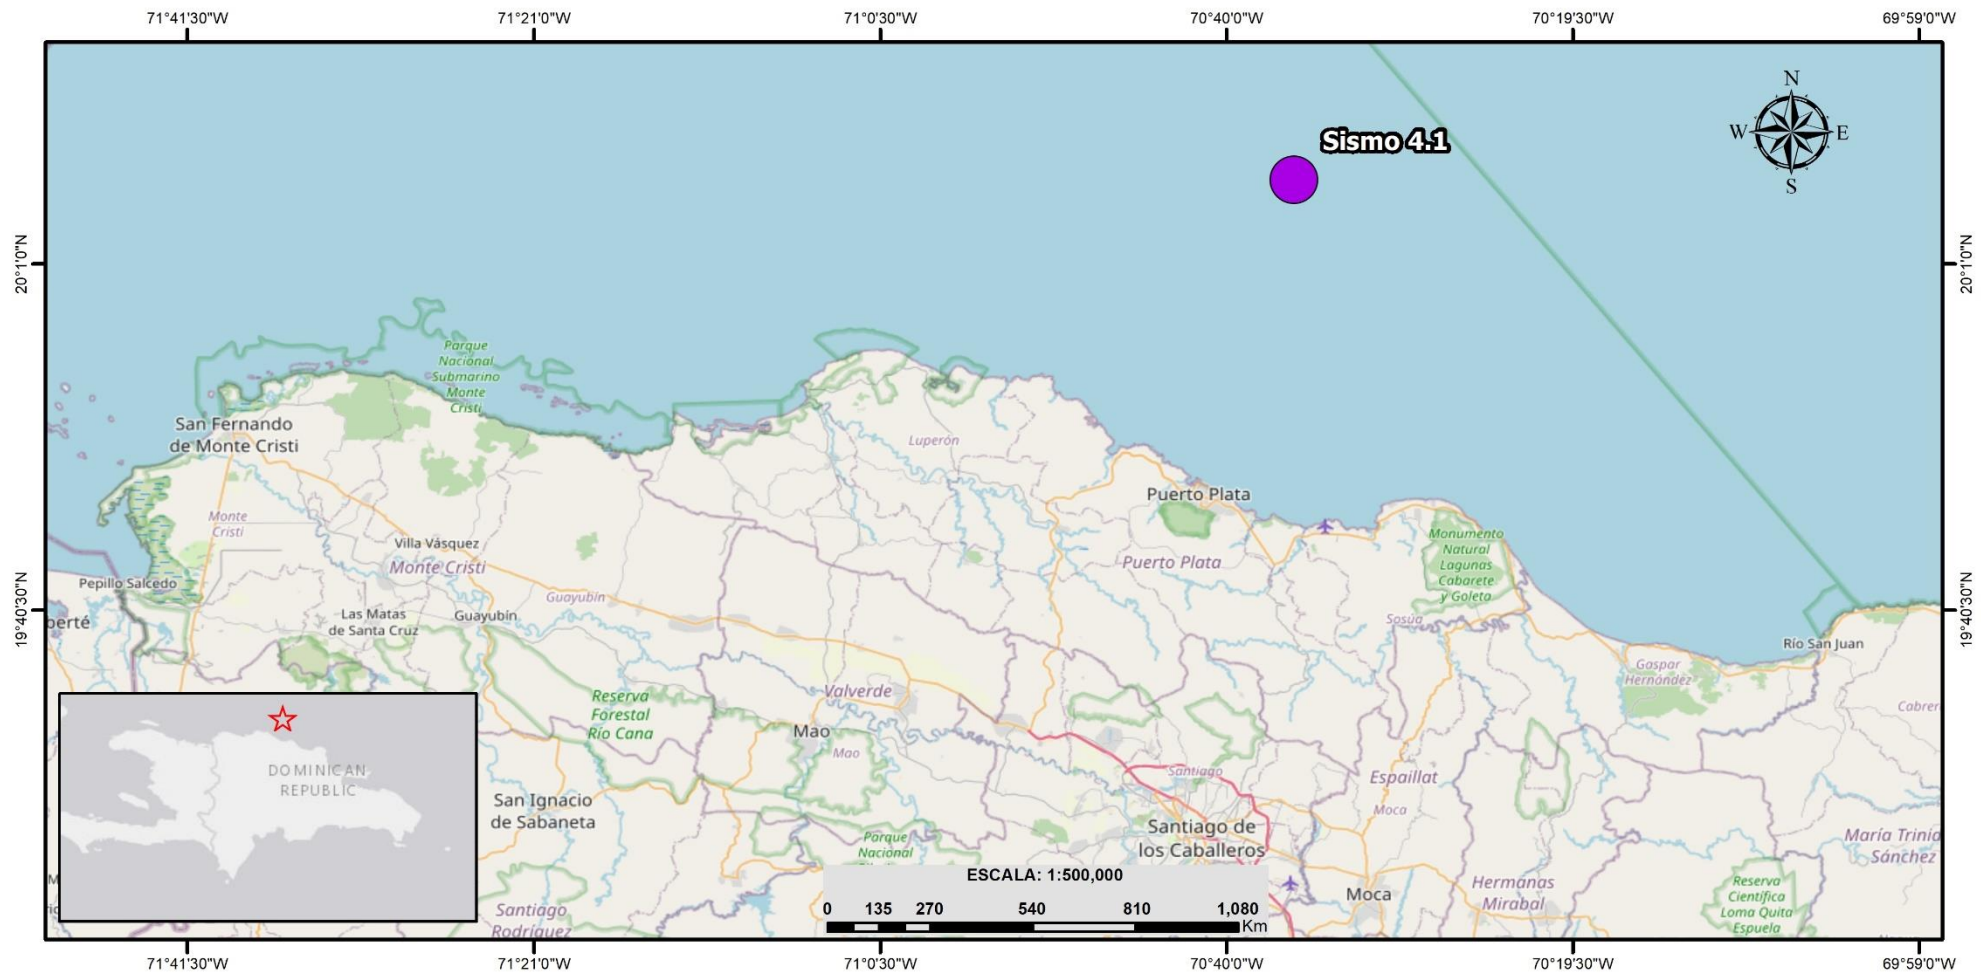 71°41'30"W
71°21'0"W
71°0'30"W
70°40'0"W
70°19'30"W
69°59'0"W
N
W
E
S
Sismo 4.1
20°1'0"N
20°1'0"N
Parque
Nacional
Submarino
Monte
Cristi
San Fernando
de Monte Cristi
Luperón
Puerto Plata
Monte
Cristi
Villa Vásquez
Monte Cristi
Puerto Plata
Monumento
Natural
Lagunas
Cabarete
y Goleta
Pepillo Salcedo
Guayubín
19°40'30"N
19°40'30"N
berté
Las Matas
de Santa Cruz
Guayubín
Sosúa
Río San Juan
Gaspar
Hernández
Reserva
Forestal
Río Cana
Valverde
Cabrer
Mao
Mao
DOMINICAN
REPUBLIC
Santiago
Espaillat
Moca
San Ignacio
de Sabaneta
Santiago de
los Caballeros
María Trinia
Sánchez
Parque
Nacional
ESCALA: 1:500,000
0 135 270 540 810 1,080
Km
Moca
Hermanas
Mirabal
Reserva
Científica
Loma Quita
Espuela
Santiago
Rodríguez
71°41'30"W
71°21'0"W
71°0'30"W
70°40'0"W
70°19'30"W
69°59'0"W